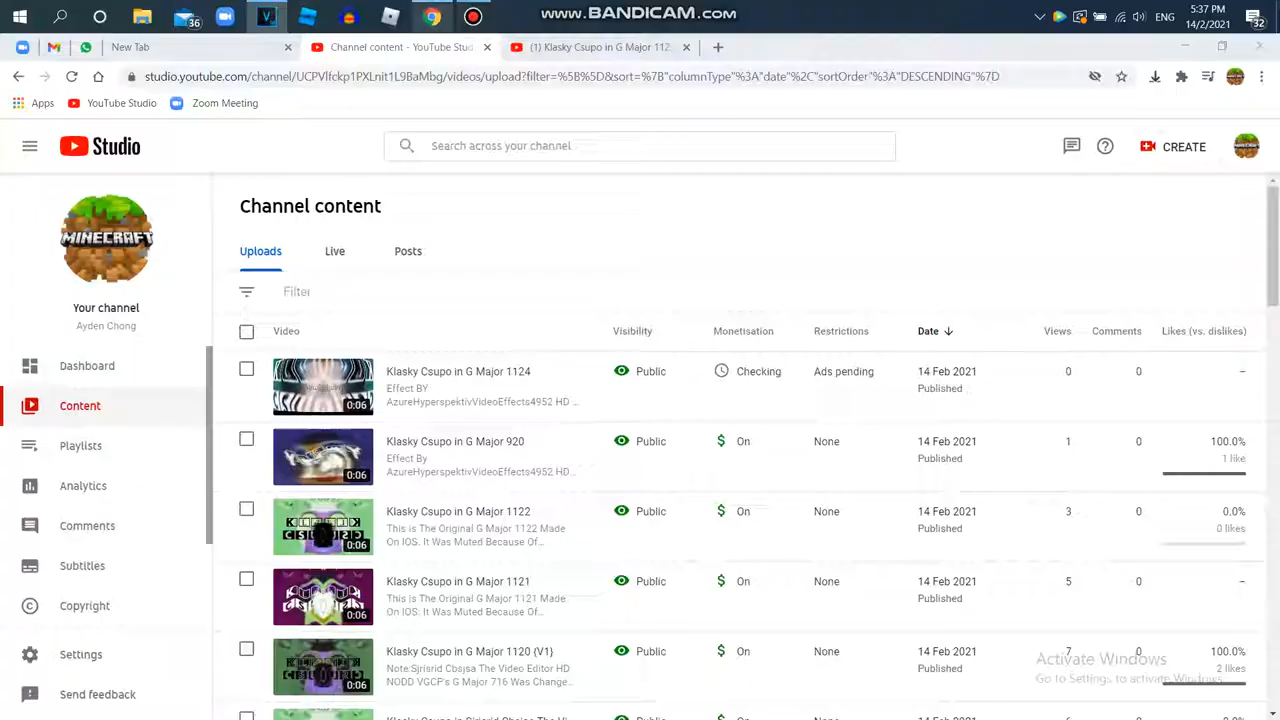 www.BANDICAM.com
36
ENG
5:37 PM
14/2/2021
32
New Tab
Channel content - YouTube Stud
(1) Klasky Csupo in G Major 112
studio.youtube.com/channel/UCPVlfckp1PXLnit1L9BaMbg/videos/upload?filter=%5B%5D&sort=%7B"columnType"%3A"date"%2C"sortOrder"%3A"DESCENDING"%7D
Apps
YouTube Studio
Zoom Meeting
Studio
Search across your channel
CREATE
MINECRAFT
Your channel
Ayden Chong
Dashboard
Content
Playlists
Analytics
Comments
Subtitles
Copyright
Settings
Send feedback
Channel content
Uploads Live Posts
Filter
Video Visibility Monetisation Restrictions Date Views Comments Likes (vs. dislikes)
Klasky Csupo in G Major 1124 Public Checking Ads pending 14 Feb 2021 0 0 –
Effect BY Published
AzureHyperspektivVideoEffects4952 HD ...
0:06
Klasky Csupo in G Major 920 Public $ On None 14 Feb 2021 1 0 100.0%
Effect By Published 1 like
AzureHyperspektivVideoEffects4952 HD...
0:06
Klasky Csupo in G Major 1122 Public $ On None 14 Feb 2021 3 0 0.0%
This is The Original G Major 1122 Made Published 0 likes
On IOS. It Was Muted Because Of...
0:06
Klasky Csupo in G Major 1121 Public $ On None 14 Feb 2021 5 0 –
This is The Original G Major 1121 Made Published
On IOS: It Was Muted Because Of...
0:06
Klasky Csupo in G Major 1120 (V1) Public $ On None 14 Feb 2021 7 0 100.0%
Note:Sjrisrid Cbsjsa The Video Editor HD Published 2 likes
NODD VGCP's G Major 716 Was Change...
0:06
Activate Windows
Go to Settings to activate Windows.